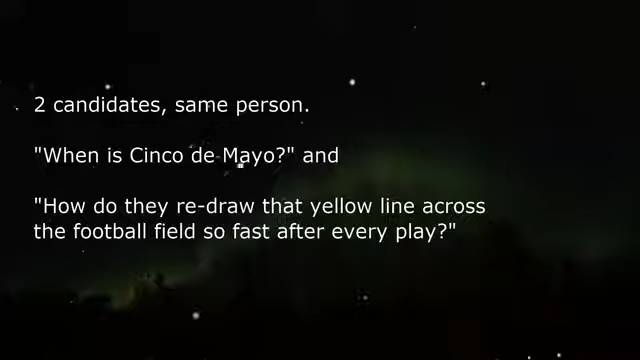 2 candidates, same person.
"When is Cinco de Mayo?" and
"How do they re-draw that yellow line across
the football field so fast after every play?"